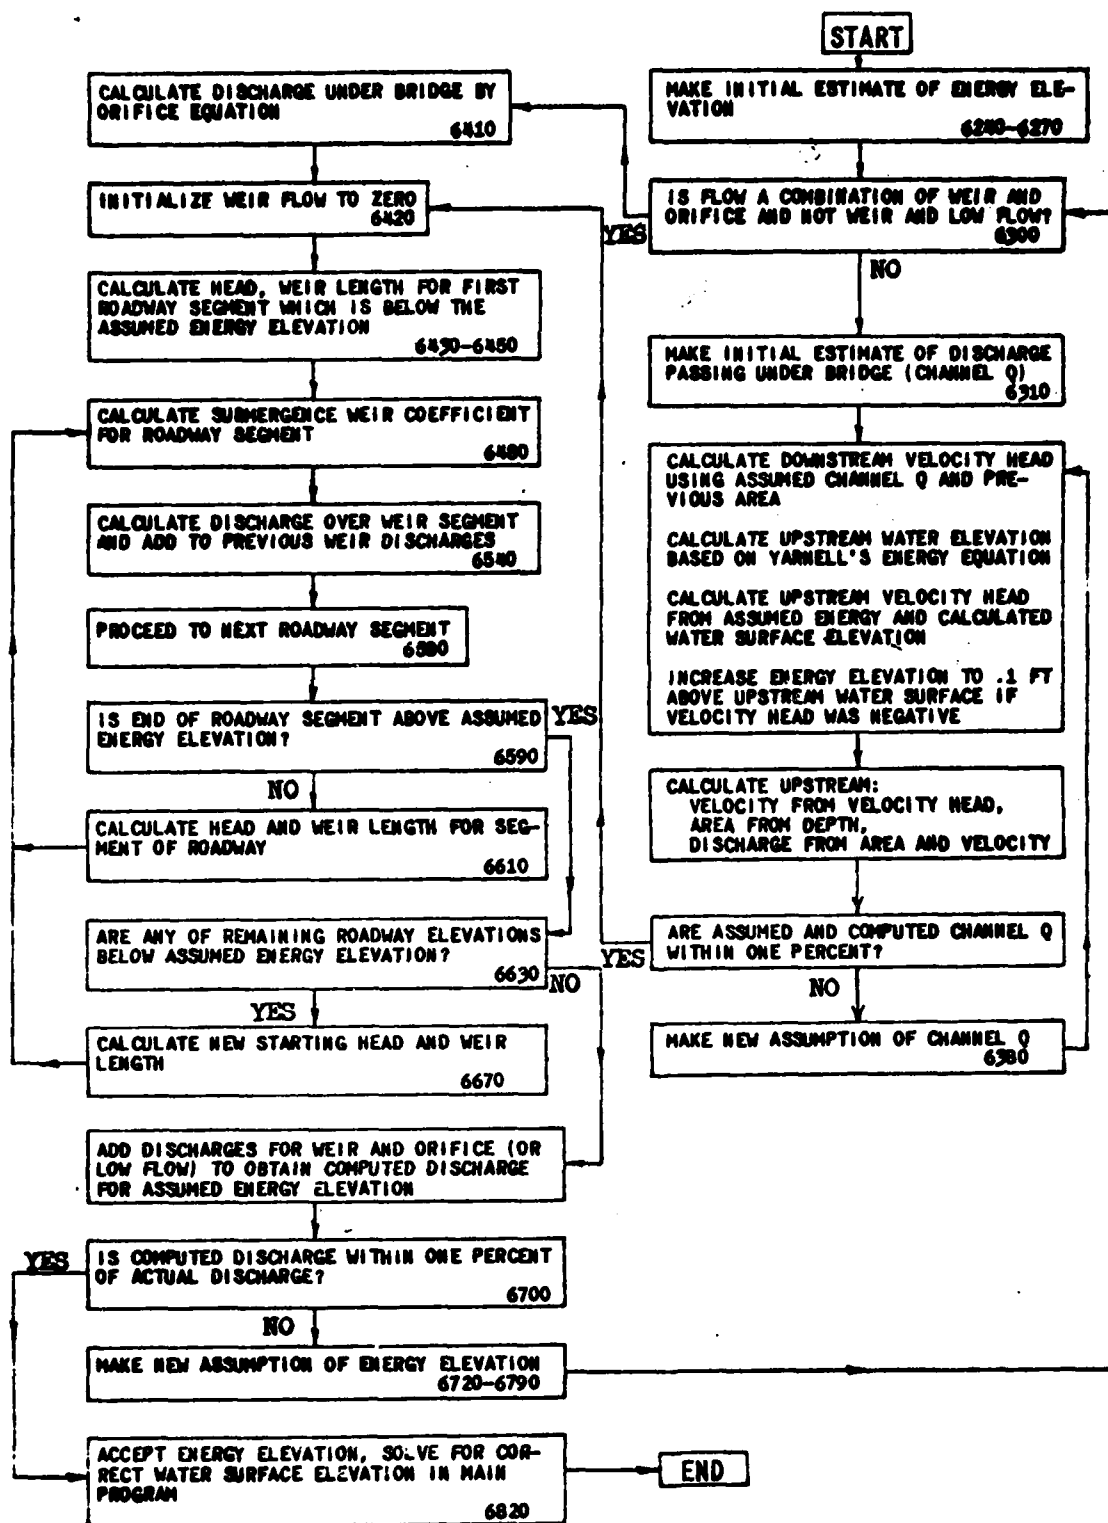 START
MAKE INITIAL ESTIMATE OF ENERGY ELE-
VATION
6240-6270
IS FLOW A COMBINATION OF WEIR AND
ORIFICE AND NOT WEIR AND LOW FLOW?
6300
YES
NO
MAKE INITIAL ESTIMATE OF DISCHARGE
PASSING UNDER BRIDGE (CHANNEL Q)
6310
CALCULATE DOWNSTREAM VELOCITY HEAD
USING ASSUMED CHANNEL Q AND PRE-
VIOUS AREA
CALCULATE UPSTREAM WATER ELEVATION
BASED ON YARNELL'S ENERGY EQUATION
CALCULATE UPSTREAM VELOCITY HEAD
FROM ASSUMED ENERGY AND CALCULATED
WATER SURFACE ELEVATION
INCREASE ENERGY ELEVATION TO .1 FT
ABOVE UPSTREAM WATER SURFACE IF
VELOCITY HEAD WAS NEGATIVE
CALCULATE UPSTREAM:
VELOCITY FROM VELOCITY HEAD,
AREA FROM DEPTH,
DISCHARGE FROM AREA AND VELOCITY
ARE ASSUMED AND COMPUTED CHANNEL Q
WITHIN ONE PERCENT?
YES
NO
MAKE NEW ASSUMPTION OF CHANNEL Q
6380
CALCULATE DISCHARGE UNDER BRIDGE BY
ORIFICE EQUATION
6410
INITIALIZE WEIR FLOW TO ZERO
6420
CALCULATE HEAD, WEIR LENGTH FOR FIRST
ROADWAY SEGMENT WHICH IS BELOW THE
ASSUMED ENERGY ELEVATION
6430-6450
CALCULATE SUBMERGENCE WEIR COEFFICIENT
FOR ROADWAY SEGMENT
6480
CALCULATE DISCHARGE OVER WEIR SEGMENT
AND ADD TO PREVIOUS WEIR DISCHARGES
6540
PROCEED TO NEXT ROADWAY SEGMENT
6580
IS END OF ROADWAY SEGMENT ABOVE ASSUMED
ENERGY ELEVATION?
6590
YES
NO
CALCULATE HEAD AND WEIR LENGTH FOR SEG-
MENT OF ROADWAY
6610
ARE ANY OF REMAINING ROADWAY ELEVATIONS
BELOW ASSUMED ENERGY ELEVATION?
6630
NO
YES
CALCULATE NEW STARTING HEAD AND WEIR
LENGTH
6670
ADD DISCHARGES FOR WEIR AND ORIFICE (OR
LOW FLOW) TO OBTAIN COMPUTED DISCHARGE
FOR ASSUMED ENERGY ELEVATION
YES
IS COMPUTED DISCHARGE WITHIN ONE PERCENT
OF ACTUAL DISCHARGE?
6700
NO
MAKE NEW ASSUMPTION OF ENERGY ELEVATION
6720-6790
ACCEPT ENERGY ELEVATION, SOLVE FOR COR-
RECT WATER SURFACE ELEVATION IN MAIN
PROGRAM
6820
END